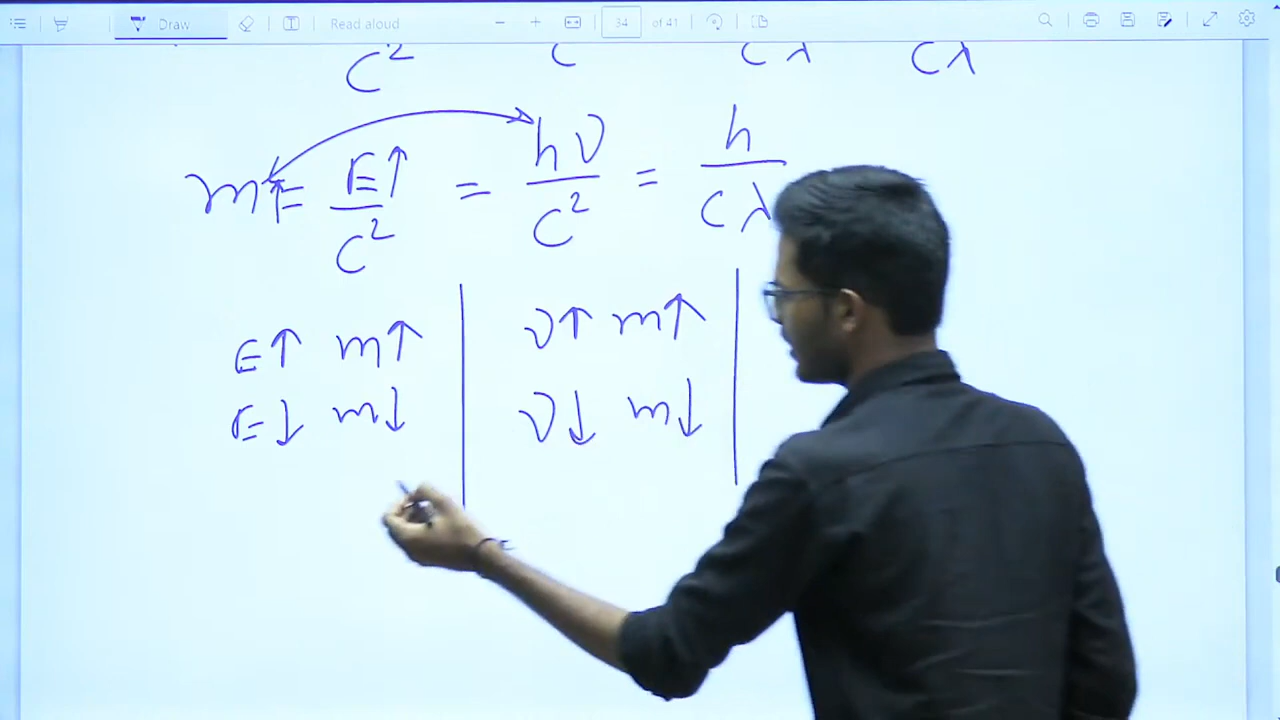 Draw Read aloud 34 of 41
C² C Cλ Cλ
m↑ = E↑/C² = hν/C² = h/Cλ
E↑ m↑ ν↑ m↑
E↓ m↓ ν↓ m↓